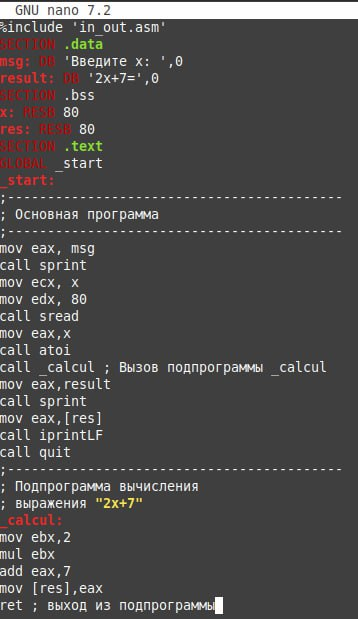 GNU nano 7.2
%include 'in_out.asm'
SECTION .data
msg: DB 'Введите x: ',0
result: DB '2x+7=',0
SECTION .bss
x: RESB 80
res: RESB 80
SECTION .text
GLOBAL _start
_start:
;------------------------------------------
; Основная программа
;------------------------------------------
mov eax, msg
call sprint
mov ecx, x
mov edx, 80
call sread
mov eax,x
call atoi
call _calcul ; Вызов подпрограммы _calcul
mov eax,result
call sprint
mov eax,[res]
call iprintLF
call quit
;------------------------------------------
; Подпрограмма вычисления
; выражения "2x+7"
_calcul:
mov ebx,2
mul ebx
add eax,7
mov [res],eax
ret ; выход из подпрограммы